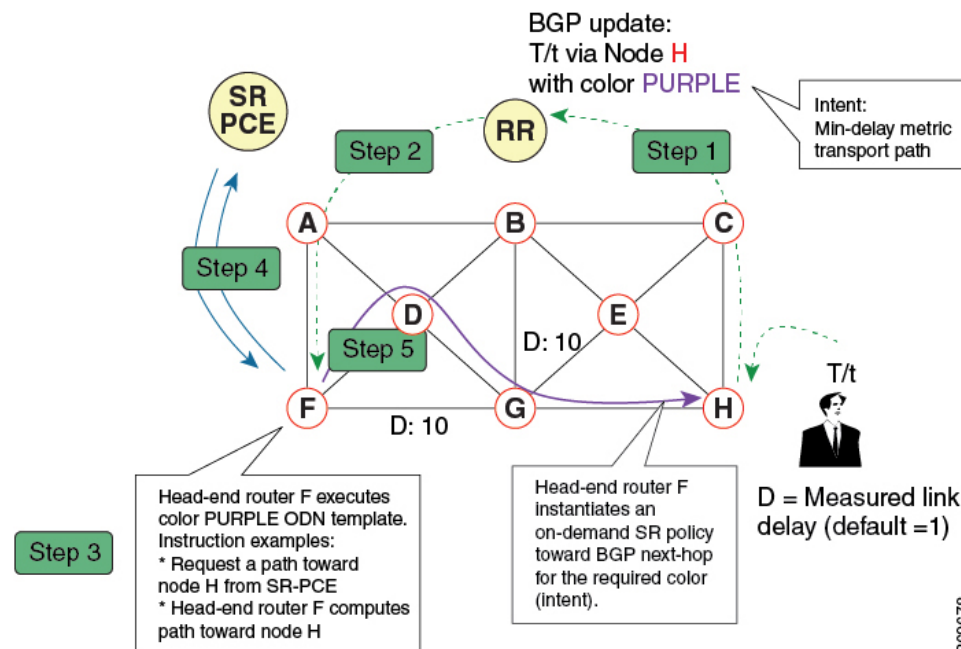 BGP update:
T/t via Node H
with color PURPLE
SR
PCE
RR
Intent:
Min-delay metric
transport path
Step 2
Step 1
A
B
C
Step 4
D
E
Step 5
D: 10
T/t
F
G
H
D: 10
Head-end router F executes
color PURPLE ODN template.
Instruction examples:
* Request a path toward
node H from SR-PCE
* Head-end router F computes
path toward node H
Head-end router F
instantiates an
on-demand SR policy
toward BGP next-hop
for the required color
(intent).
D = Measured link
delay (default =1)
Step 3